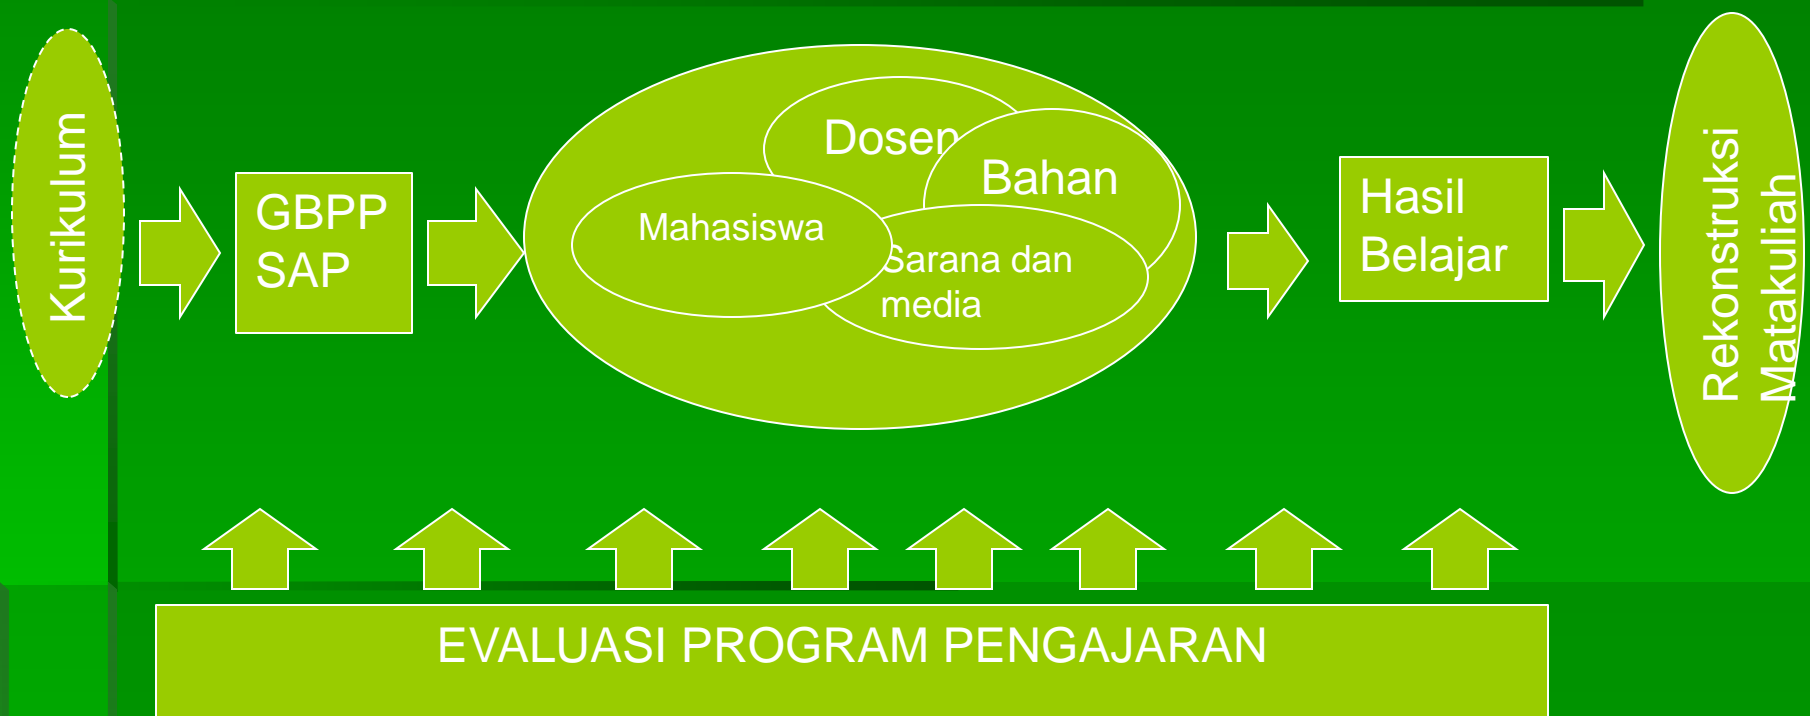 Kurikulum
GBPP
SAP
Dosen
Bahan
Mahasiswa
Sarana dan
media
Hasil
Belajar
Rekonstruksi
Matakuliah
EVALUASI PROGRAM PENGAJARAN